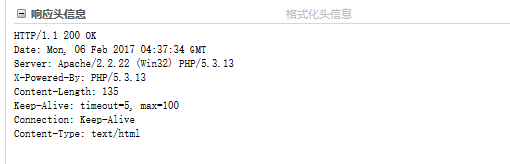 响应头信息 格式化头信息
HTTP/1.1 200 OK
Date: Mon, 06 Feb 2017 04:37:34 GMT
Server: Apache/2.2.22 (Win32) PHP/5.3.13
X-Powered-By: PHP/5.3.13
Content-Length: 135
Keep-Alive: timeout=5, max=100
Connection: Keep-Alive
Content-Type: text/html